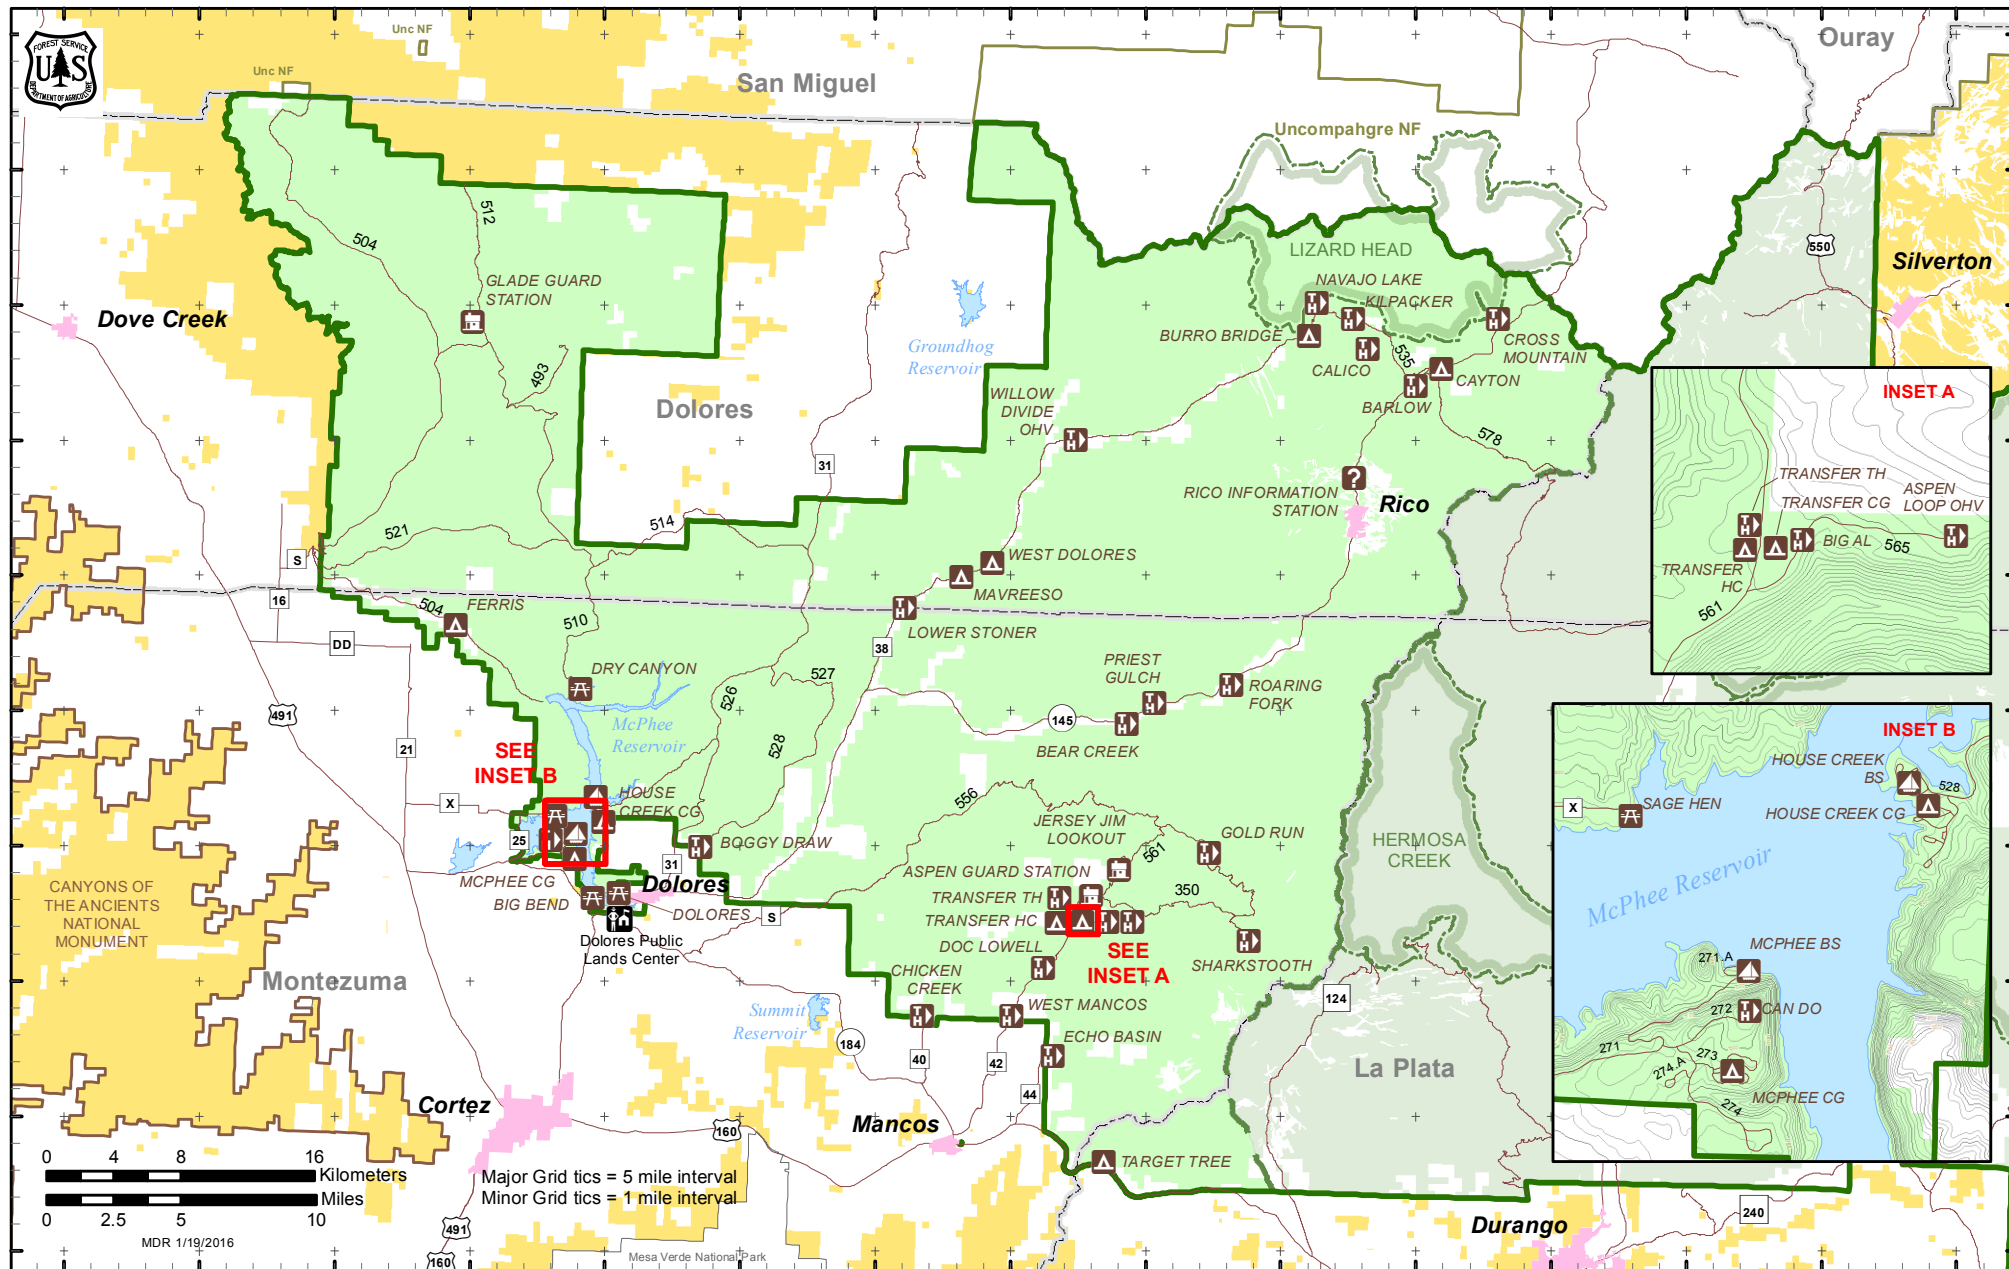 FOREST SERVICE
U S
DEPARTMENT OF AGRICULTURE
Unc NF
Unc NF
San Miguel
Ouray
Uncompahgre NF
550
Silverton
512
504
LIZARD HEAD
GLADE GUARD
STATION
NAVAJO LAKE
KILPACKER
Dove Creek
BURRO BRIDGE
CROSS
MOUNTAIN
Groundhog
Reservoir
535
493
CALICO
CAYTON
WILLOW
DIVIDE
OHV
BARLOW
Dolores
578
31
RICO INFORMATION
STATION
?
Rico
514
521
S
WEST DOLORES
MAVREESO
16
504
FERRIS
510
LOWER STONER
DD
38
DRY CANYON
527
PRIEST
GULCH
526
ROARING
FORK
491
145
McPhee
Reservoir
21
SEE
INSET B
528
BEAR CREEK
X
HOUSE
CREEK CG
556
25
JERSEY JIM
LOOKOUT
GOLD RUN
BOGGY DRAW
HERMOSA
CREEK
561
31
MCPHEE CG
ASPEN GUARD STATION
Dolores
350
BIG BEND
TRANSFER TH
DOLORES
S
TRANSFER HC
CANYONS OF
THE ANCIENTS
NATIONAL
MONUMENT
Dolores Public
Lands Center
DOC LOWELL
SEE
INSET A
SHARKSTOOTH
CHICKEN
CREEK
Montezuma
124
Summit
Reservoir
WEST MANCOS
184
ECHO BASIN
40
42
La Plata
44
Cortez
Mancos
160
TARGET TREE
0 4 8 16
Kilometers
Miles
0 2.5 5 10
Major Grid tics = 5 mile interval
Minor Grid tics = 1 mile interval
MDR 1/19/2016
491
160
Mesa Verde National Park
Durango
240
INSET A
TRANSFER TH
TRANSFER CG
ASPEN
LOOP OHV
BIG AL
565
TRANSFER
HC
561
INSET B
HOUSE CREEK
BS
528
X
SAGE HEN
HOUSE CREEK CG
McPhee Reservoir
MCPHEE BS
271.A
272
CAN DO
271
273
274.A
MCPHEE CG
274